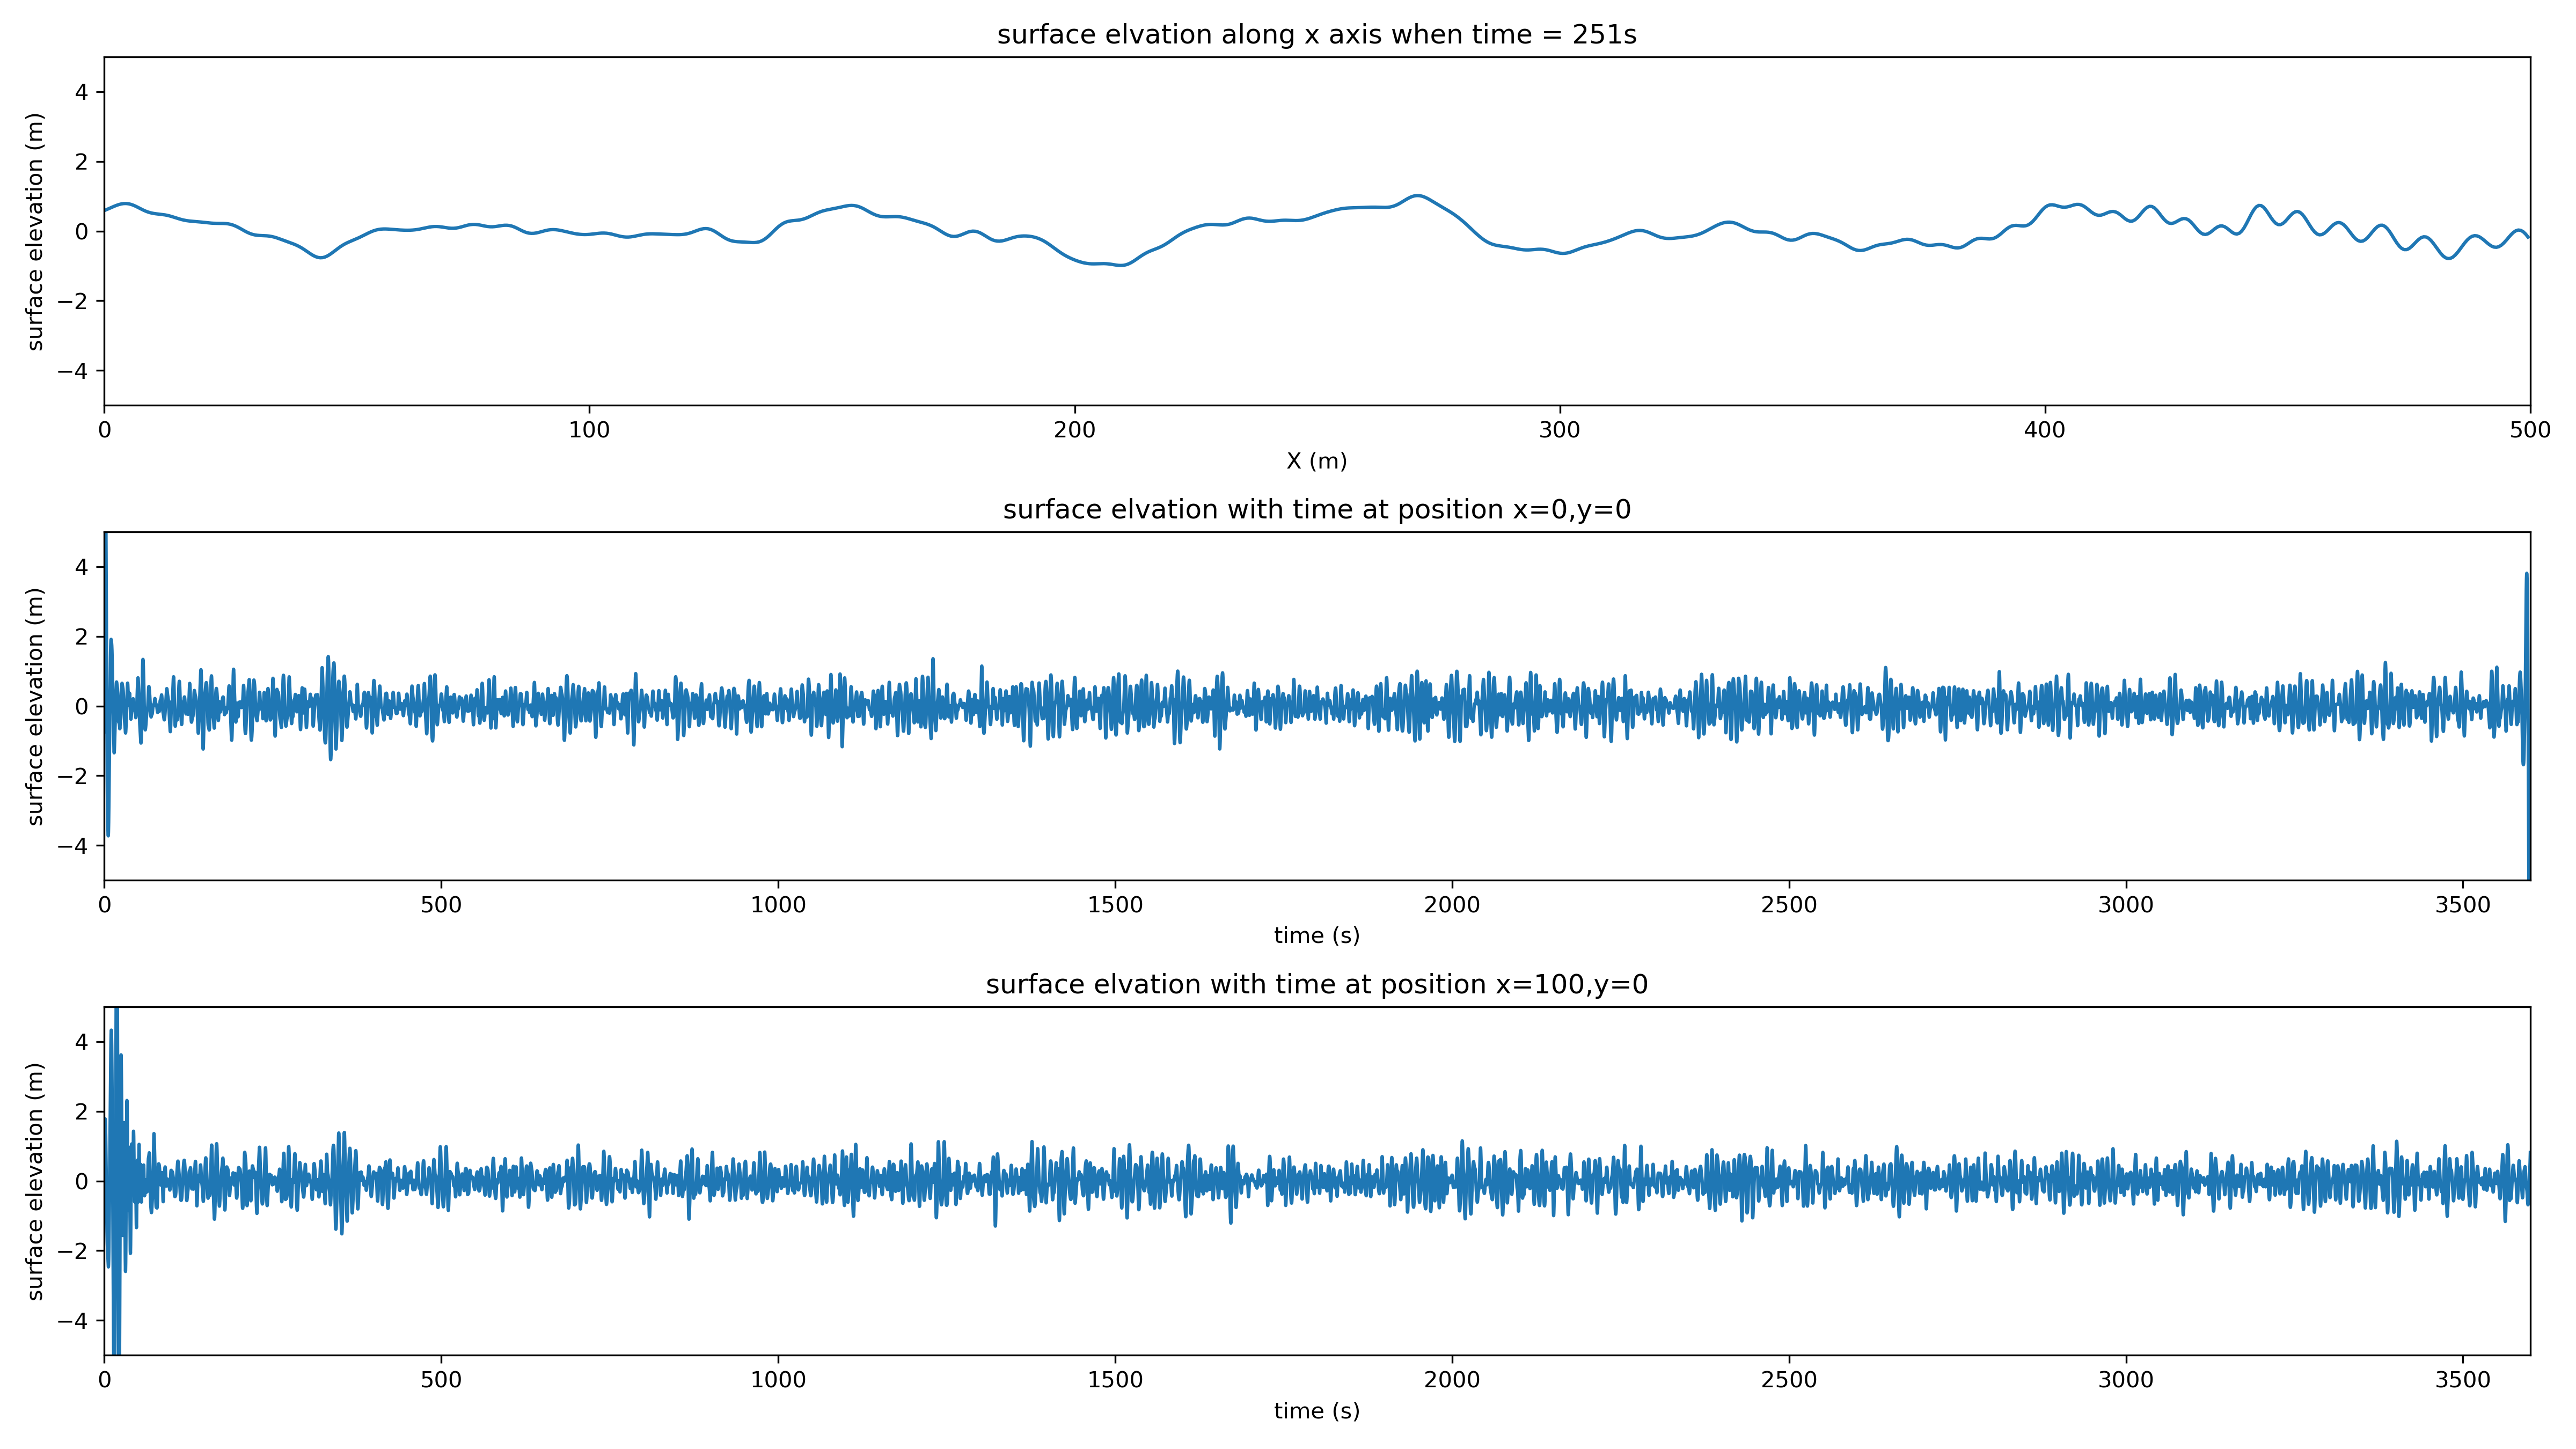 surface elvation along x axis when time = 251s
surface elevation (m)
4
2
0
−2
−4
0 100 200 300 400 500
X (m)
surface elvation with time at position x=0,y=0
surface elevation (m)
4
2
0
−2
−4
0 500 1000 1500 2000 2500 3000 3500
time (s)
surface elvation with time at position x=100,y=0
surface elevation (m)
4
2
0
−2
−4
0 500 1000 1500 2000 2500 3000 3500
time (s)